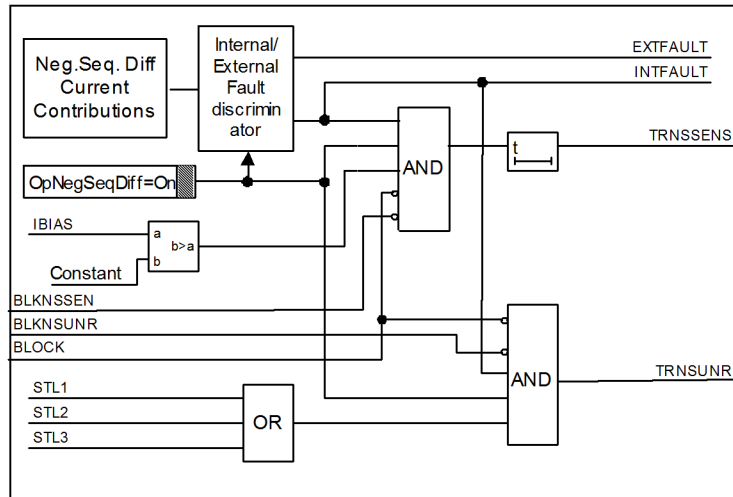 Neg.Seq. Diff
Current
Contributions
Internal/
External
Fault
discrimin
ator
EXTFAULT
INTFAULT
TRNSSENS
t
AND
OpNegSeqDiff=On
IBIAS
a
b>a
b
Constant
BLKNSSEN
BLKNSUNR
BLOCK
AND
TRNSUNR
STL1
STL2
STL3
OR